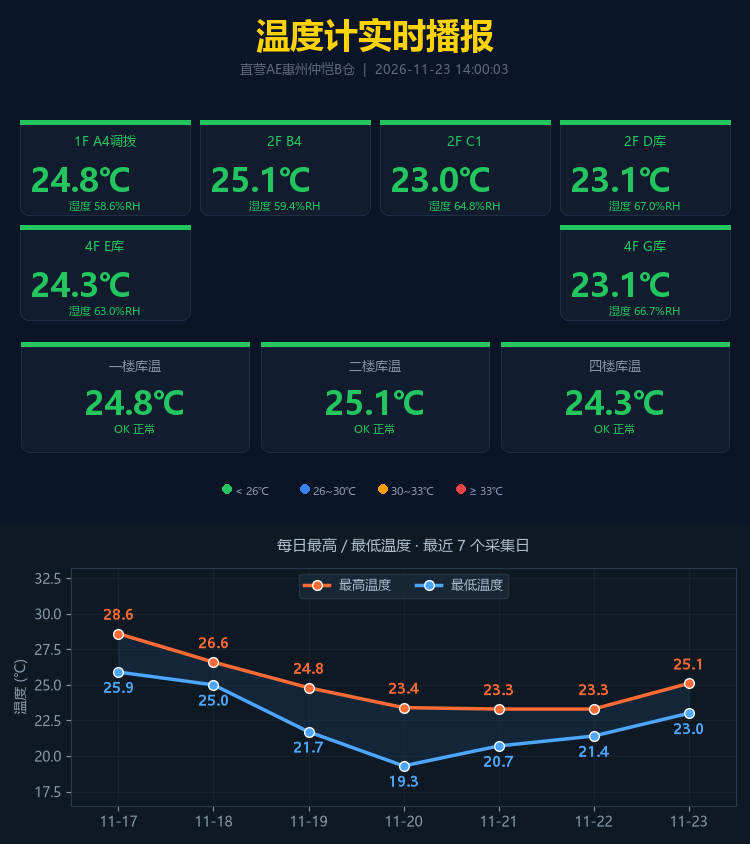 温度计实时播报
直营AE惠州仲恺B仓 | 2026-11-23 14:00:03
1F A4调拨
24.8℃
湿度 58.6%RH
2F B4
25.1℃
湿度 59.4%RH
2F C1
23.0℃
湿度 64.8%RH
2F D库
23.1℃
湿度 67.0%RH
4F E库
24.3℃
湿度 63.0%RH
4F G库
23.1℃
湿度 66.7%RH
一楼库温
24.8℃
OK 正常
二楼库温
25.1℃
OK 正常
四楼库温
24.3℃
OK 正常
< 26℃ 26~30℃ 30~33℃ ≥ 33℃
每日最高 / 最低温度 · 最近 7 个采集日
最高温度 最低温度
温度 (℃)
32.5
30.0
27.5
25.0
22.5
20.0
17.5
28.6
26.6
24.8
23.4
23.3
23.3
25.1
25.9
25.0
21.7
19.3
20.7
21.4
23.0
11-17 11-18 11-19 11-20 11-21 11-22 11-23